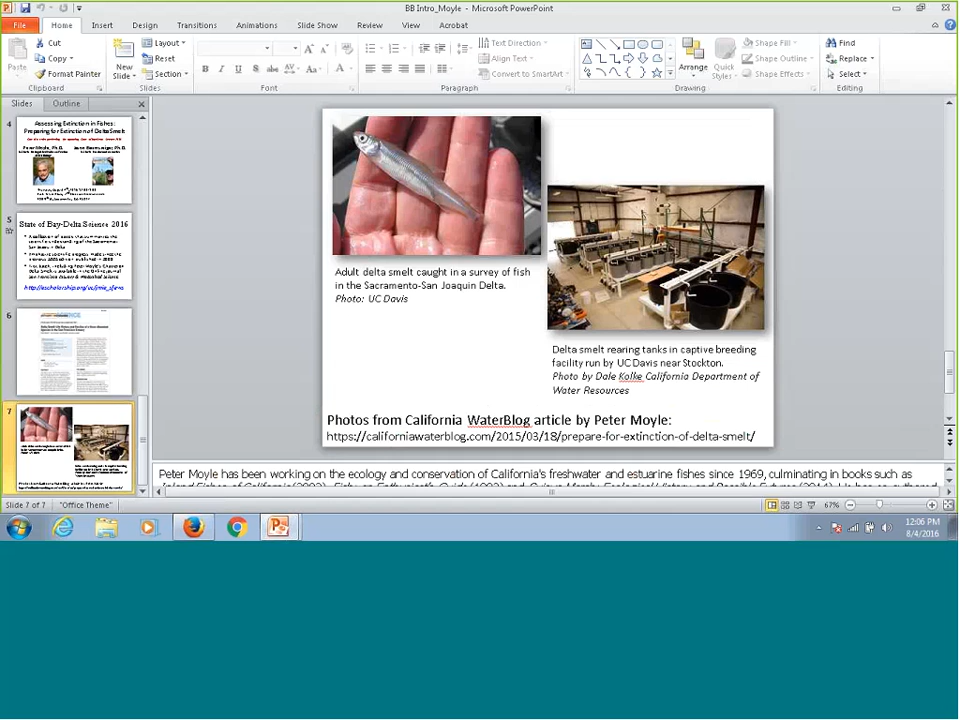 BB Intro_Moyle - Microsoft PowerPoint
File Home Insert Design Transitions Animations Slide Show Review View Acrobat
Paste
Cut
Copy
Format Painter
Clipboard
New
Slide
Layout
Reset
Section
Slides
B I U S abc AV Aa A
Font
Paragraph
Text Direction
Align Text
Convert to SmartArt
Arrange
Quick
Styles
Shape Fill
Shape Outline
Shape Effects
Drawing
Find
Replace
Select
Editing
Slides Outline
4
Assessing Extinction in Fishes:
Preparing for Extinction of Delta Smelt
5
State of Bay-Delta Science 2016
6
7
Adult delta smelt caught in a survey of fish
in the Sacramento-San Joaquin Delta.
Photo: UC Davis
Delta smelt rearing tanks in captive breeding
facility run by UC Davis near Stockton.
Photo by Dale Kolke California Department of
Water Resources
Photos from California WaterBlog article by Peter Moyle:
https://californiawaterblog.com/2015/03/18/prepare-for-extinction-of-delta-smelt/
Peter Moyle has been working on the ecology and conservation of California's freshwater and estuarine fishes since 1969, culminating in books such as
Slide 7 of 7 "Office Theme" 67%
12:06 PM
8/4/2016